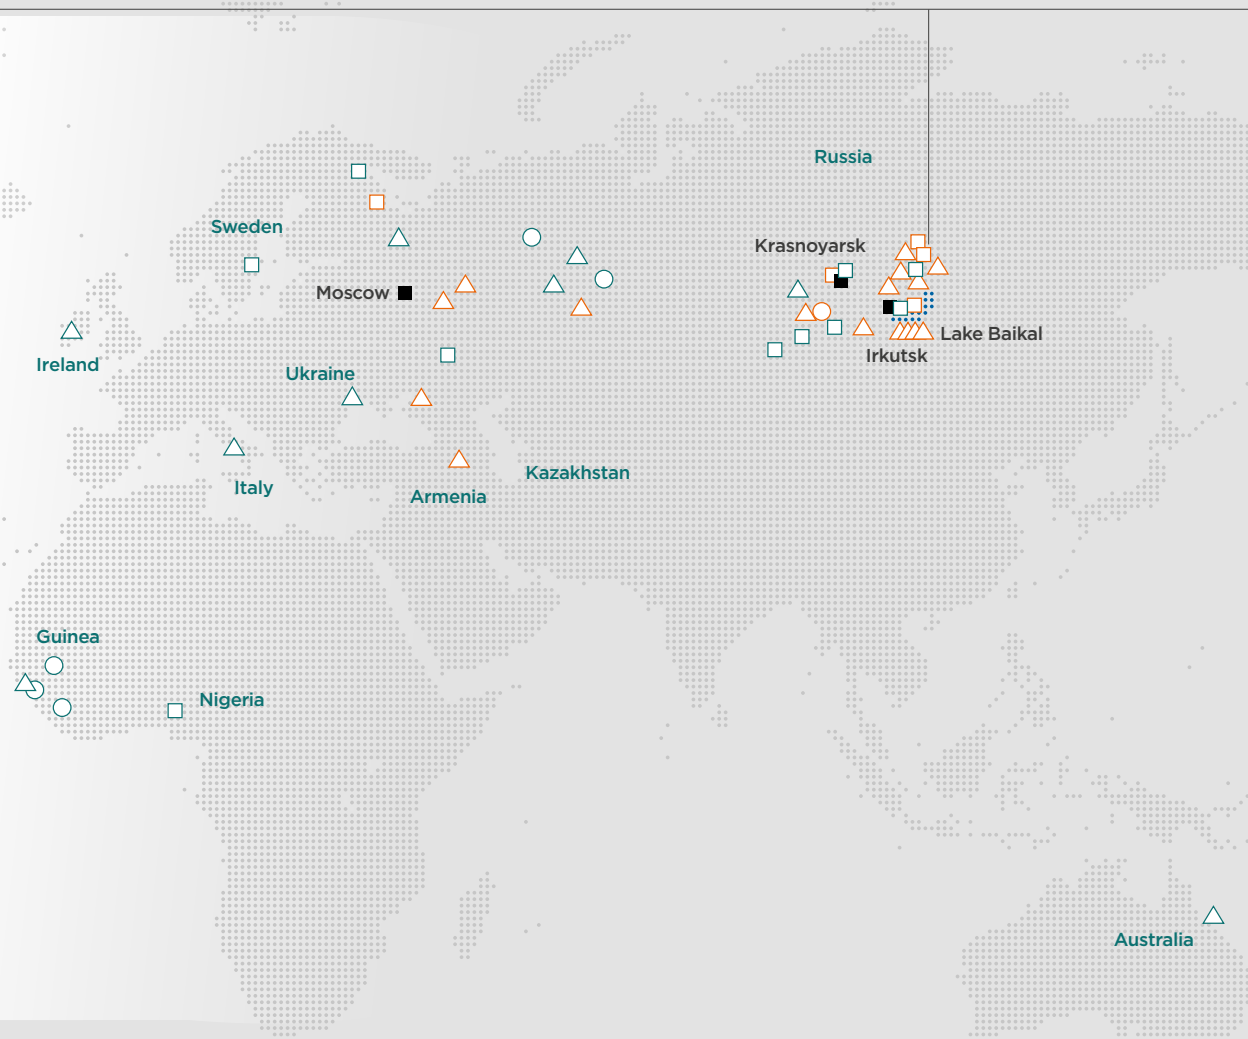 Russia
Sweden
Krasnoyarsk
Moscow
Lake Baikal
Irkutsk
Ireland
Ukraine
Kazakhstan
Italy
Armenia
Guinea
Nigeria
Australia